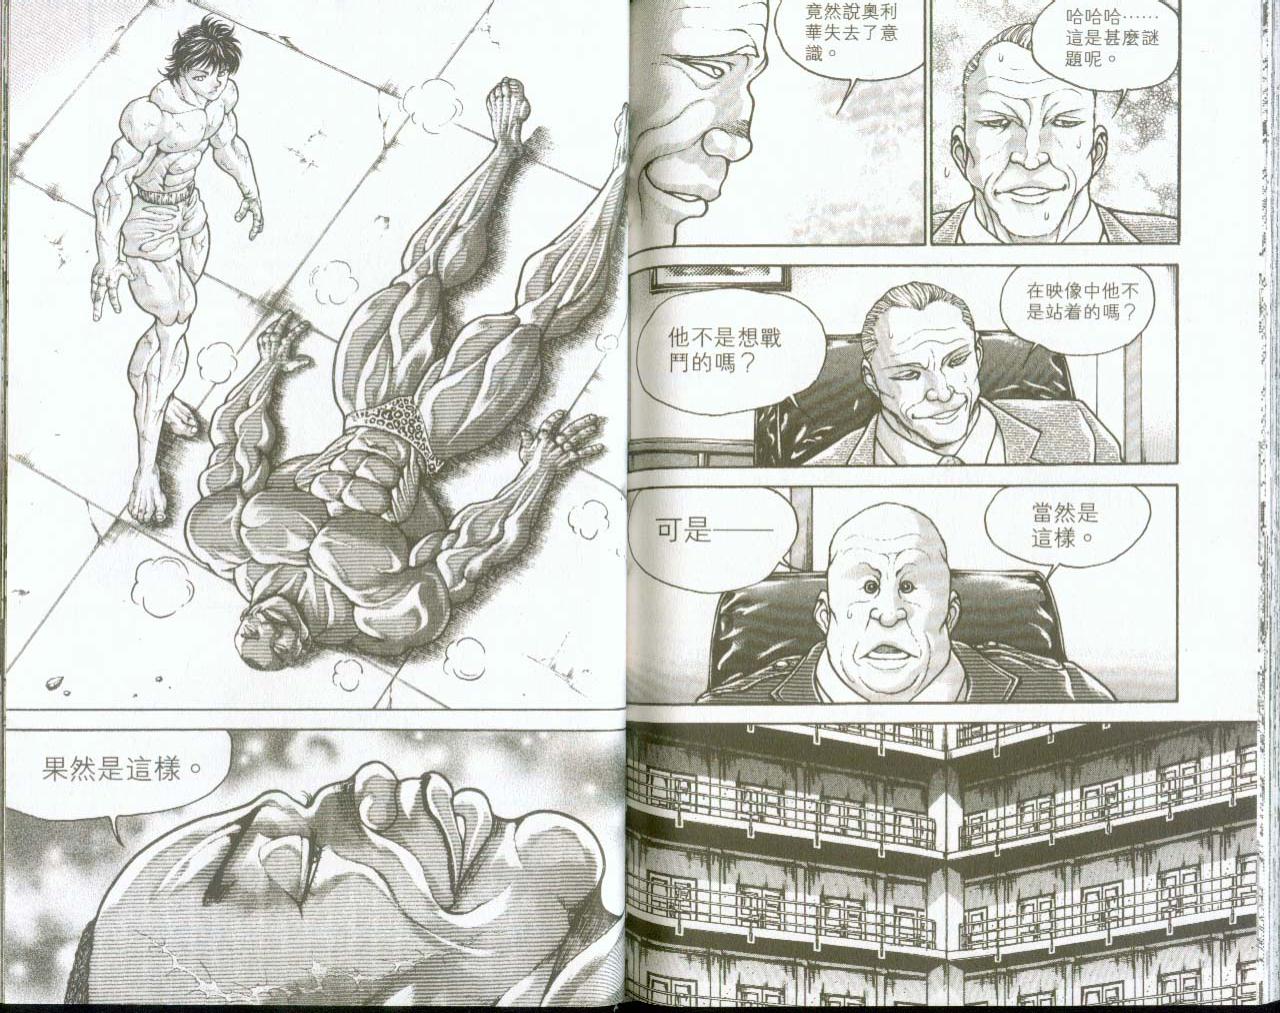 哈哈哈……
這是甚麼謎
題呢。
竟然說奧利
華失去了意
識。
在映像中他不
是站着的嗎？
他不是想戰
鬥的嗎？
當然是
這樣。
可是——
果然是這樣。